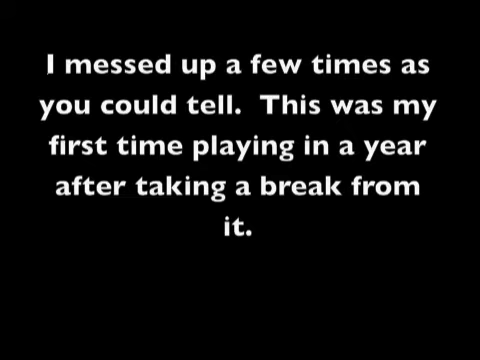 I messed up a few times as
you could tell.  This was my
first time playing in a year
after taking a break from
it.